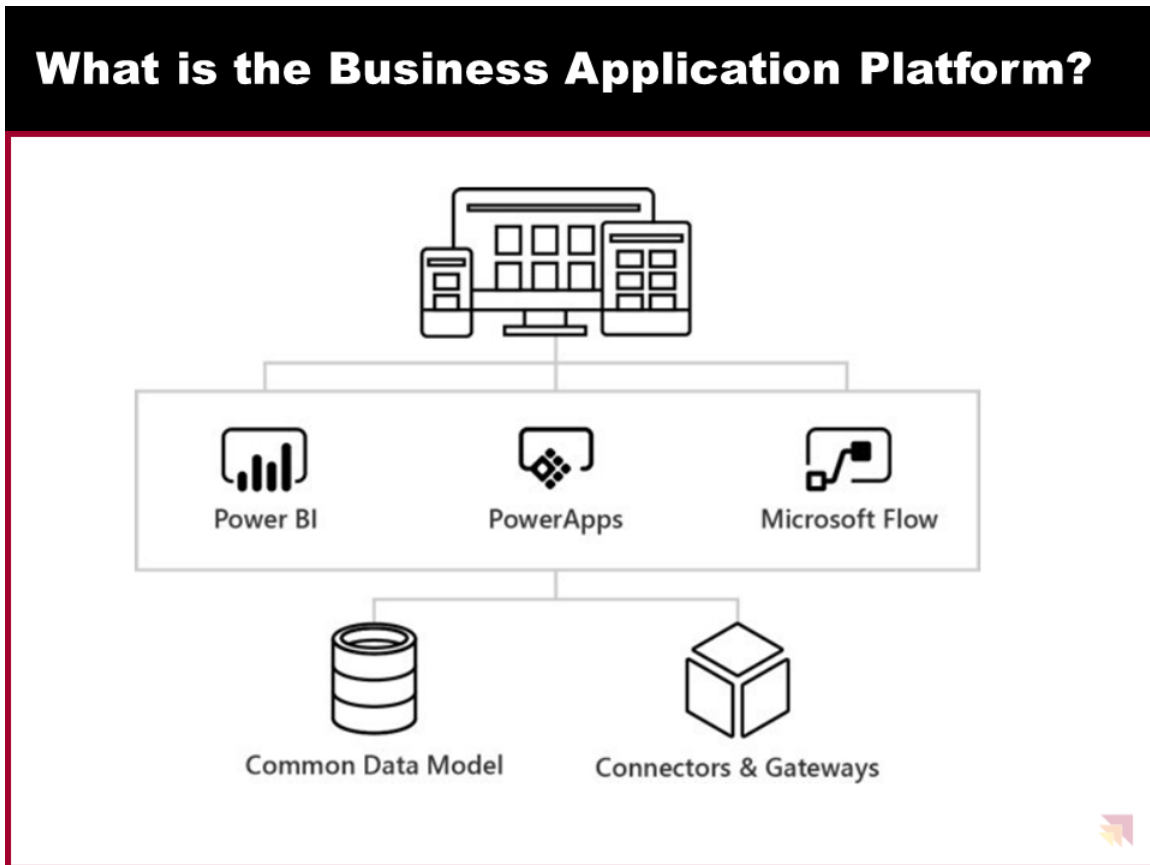 What is the Business Application Platform?
Power BI
PowerApps
Microsoft Flow
Common Data Model
Connectors & Gateways